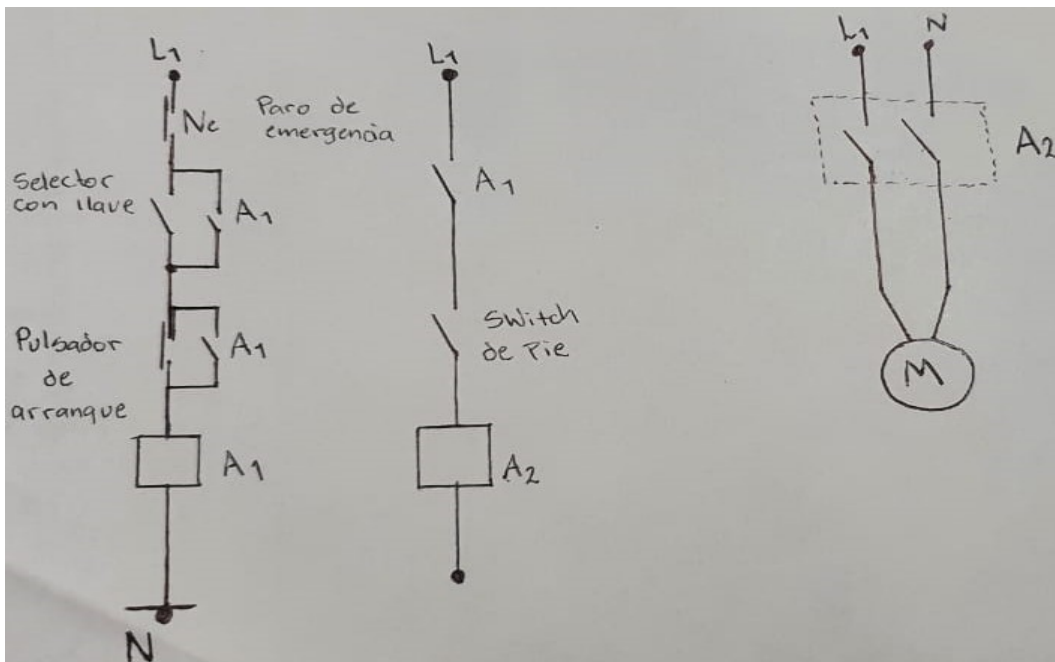 L1
Nc
Paro de
emergencia
Selector
con llave
A1
Pulsador
de
arranque
A1
A1
N
L1
A1
Switch
de Pie
A2
L1
N
A2
M